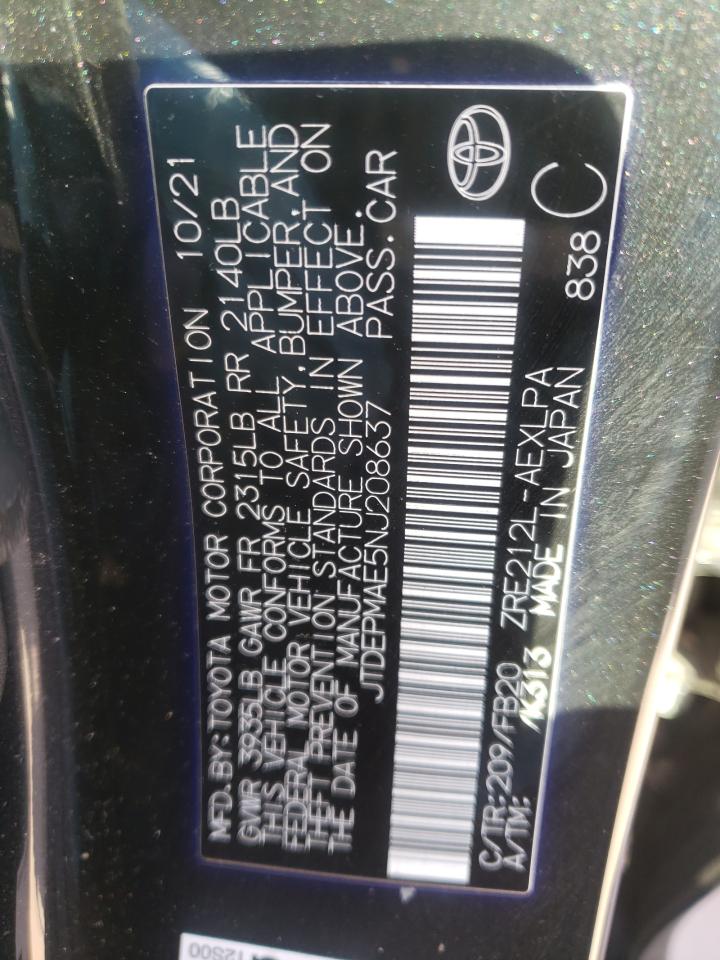 MFD.BY:TOYOTA MOTOR CORPORATION 10/21
GVWR 3935LB GAWR FR 2315LB RR 2140LB
THIS VEHICLE CONFORMS TO ALL APPLICABLE
FEDERAL MOTOR VEHICLE SAFETY,BUMPER,AND
THEFT PREVENTION STANDARDS IN EFFECT ON
THE DATE OF MANUFACTURE SHOWN ABOVE.
JTDEPMAE5NJ208637 PASS.CAR
C/TR:209/FB20 ZRE212L-AEXLPA
A/TM: K313 MADE IN JAPAN
838 C
12S00